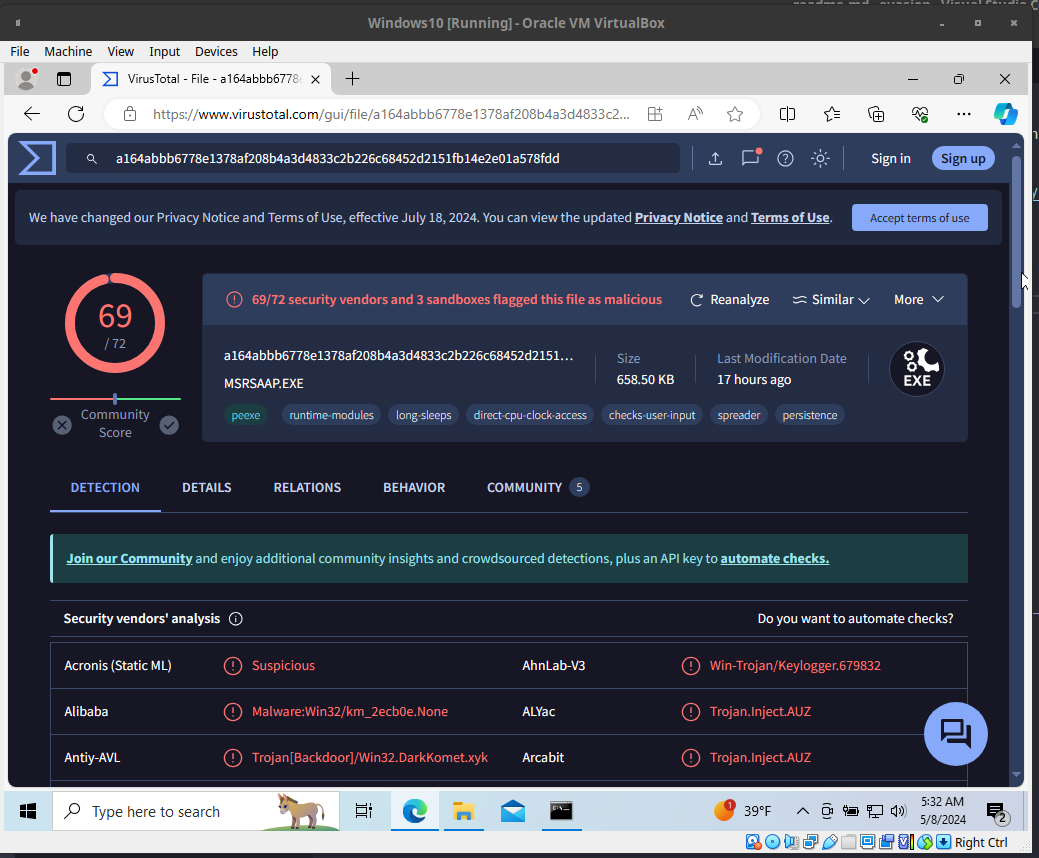 Windows10 [Running] - Oracle VM VirtualBox
File Machine View Input Devices Help
VirusTotal - File - a164abbb6778
https://www.virustotal.com/gui/file/a164abbb6778e1378af208b4a3d4833c2...
a164abbb6778e1378af208b4a3d4833c2b226c68452d2151fb14e2e01a578fdd
Sign in
Sign up
We have changed our Privacy Notice and Terms of Use, effective July 18, 2024. You can view the updated Privacy Notice and Terms of Use.
Accept terms of use
69
/ 72
Community
Score
69/72 security vendors and 3 sandboxes flagged this file as malicious
Reanalyze
Similar
More
a164abbb6778e1378af208b4a3d4833c2b226c68452d2151…
MSRSAAP.EXE
Size
658.50 KB
Last Modification Date
17 hours ago
EXE
peexe runtime-modules long-sleeps direct-cpu-clock-access checks-user-input spreader persistence
DETECTION DETAILS RELATIONS BEHAVIOR COMMUNITY 5
Join our Community and enjoy additional community insights and crowdsourced detections, plus an API key to automate checks.
Security vendors' analysis
Do you want to automate checks?
Acronis (Static ML) Suspicious AhnLab-V3 Win-Trojan/Keylogger.679832
Alibaba Malware:Win32/km_2ecb0e.None ALYac Trojan.Inject.AUZ
Antiy-AVL Trojan[Backdoor]/Win32.DarkKomet.xyk Arcabit Trojan.Inject.AUZ
Type here to search
1
39°F
5:32 AM
5/8/2024
2
Right Ctrl